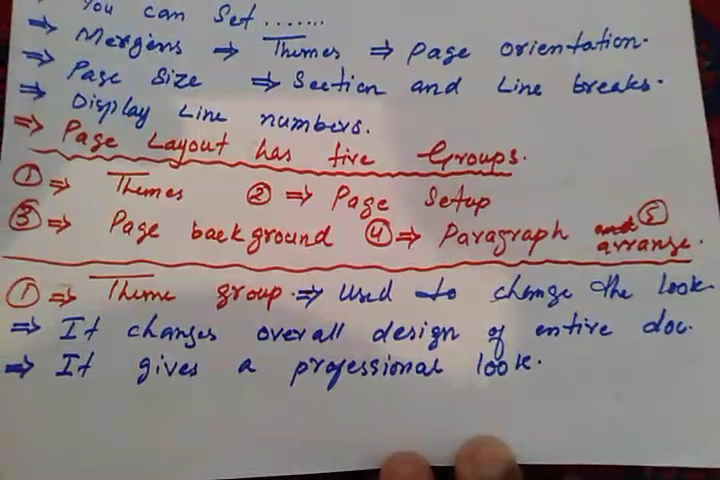 You can set .......
⇒ Mergins ⇒ Themes ⇒ page orientation.
⇒ Page Size ⇒ Section and Line breaks.
⇒ Display Line numbers.
⇒ Page Layout has five Groups.
① ⇒ Themes ② ⇒ Page Setup
③ ⇒ Page background ④ ⇒ Paragraph and ⑤ arrange.
① ⇒ Theme group. ⇒ Used to change the look.
⇒ It changes overall design of entire doc.
⇒ It gives a professional look.